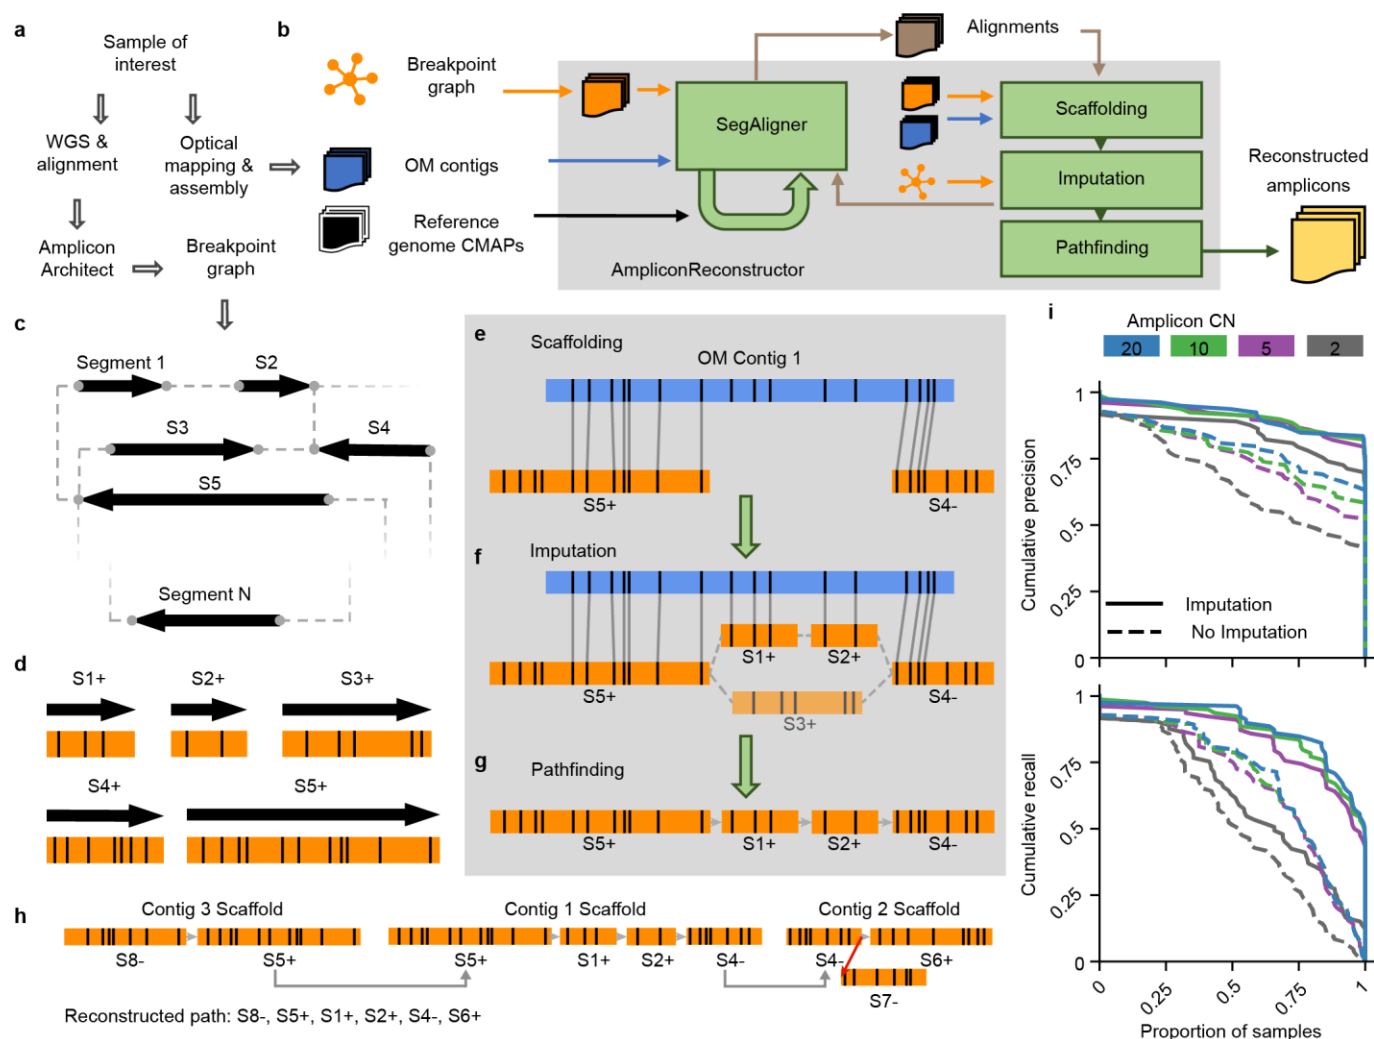 a
Sample of
interest
WGS &
alignment
Optical
mapping &
assembly
Amplicon
Architect
Breakpoint
graph
b
Breakpoint
graph
OM contigs
Reference
genome CMAPs
SegAligner
AmpliconReconstructor
Alignments
Scaffolding
Imputation
Pathfinding
Reconstructed
amplicons
c
Segment 1
S2
S3
S4
S5
Segment N
d
S1+
S2+
S3+
S4+
S5+
e
Scaffolding
OM Contig 1
S5+
S4-
f
Imputation
S1+
S2+
S5+
S4-
S3+
g
Pathfinding
S5+
S1+
S2+
S4-
h
Contig 3 Scaffold
Contig 1 Scaffold
Contig 2 Scaffold
S8-
S5+
S5+
S1+
S2+
S4-
S4-
S6+
S7-
Reconstructed path: S8-, S5+, S1+, S2+, S4-, S6+
i
Amplicon CN
20
10
5
2
Cumulative precision
1
0.75
0.5
0.25
0
Imputation
No Imputation
Cumulative recall
1
0.75
0.5
0.25
0
0
0.25
0.5
0.75
1
Proportion of samples